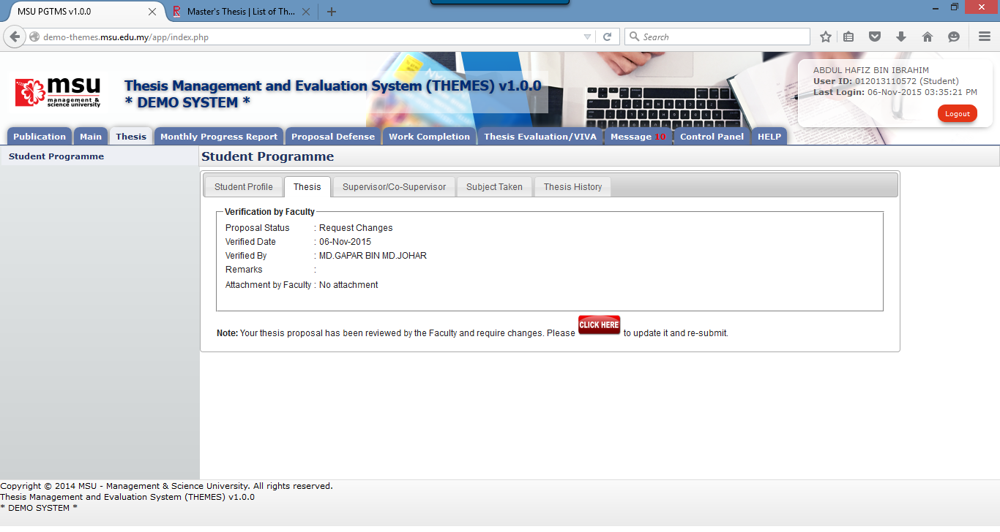 MSU PGTMS v1.0.0
Master's Thesis | List of Th...
demo-themes.msu.edu.my/app/index.php
Search
msu
management &
science university
Thesis Management and Evaluation System (THEMES) v1.0.0
* DEMO SYSTEM *
ABDUL HAFIZ BIN IBRAHIM
User ID: 012013110572 (Student)
Last Login: 06-Nov-2015 03:35:21 PM
Logout
Publication Main Thesis Monthly Progress Report Proposal Defense Work Completion Thesis Evaluation/VIVA Message 10 Control Panel HELP
Student Programme
Student Programme
Student Profile Thesis Supervisor/Co-Supervisor Subject Taken Thesis History
Verification by Faculty
Proposal Status : Request Changes
Verified Date : 06-Nov-2015
Verified By : MD.GAPAR BIN MD.JOHAR
Remarks :
Attachment by Faculty : No attachment
Note: Your thesis proposal has been reviewed by the Faculty and require changes. Please CLICK HERE to update it and re-submit.
Copyright © 2014 MSU - Management & Science University. All rights reserved.
Thesis Management and Evaluation System (THEMES) v1.0.0
* DEMO SYSTEM *